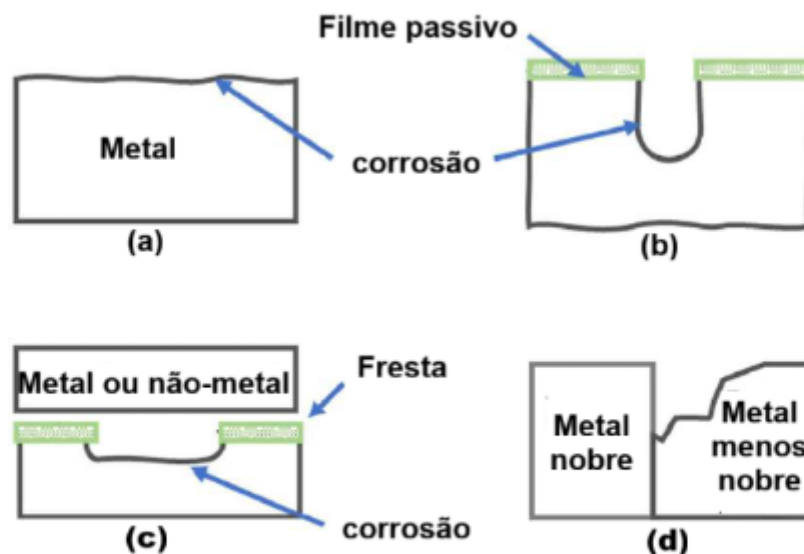 Filme passivo
Metal
corrosão
(a)
(b)
Metal ou não-metal
Fresta
corrosão
(c)
Metal
nobre
Metal
menos
nobre
(d)